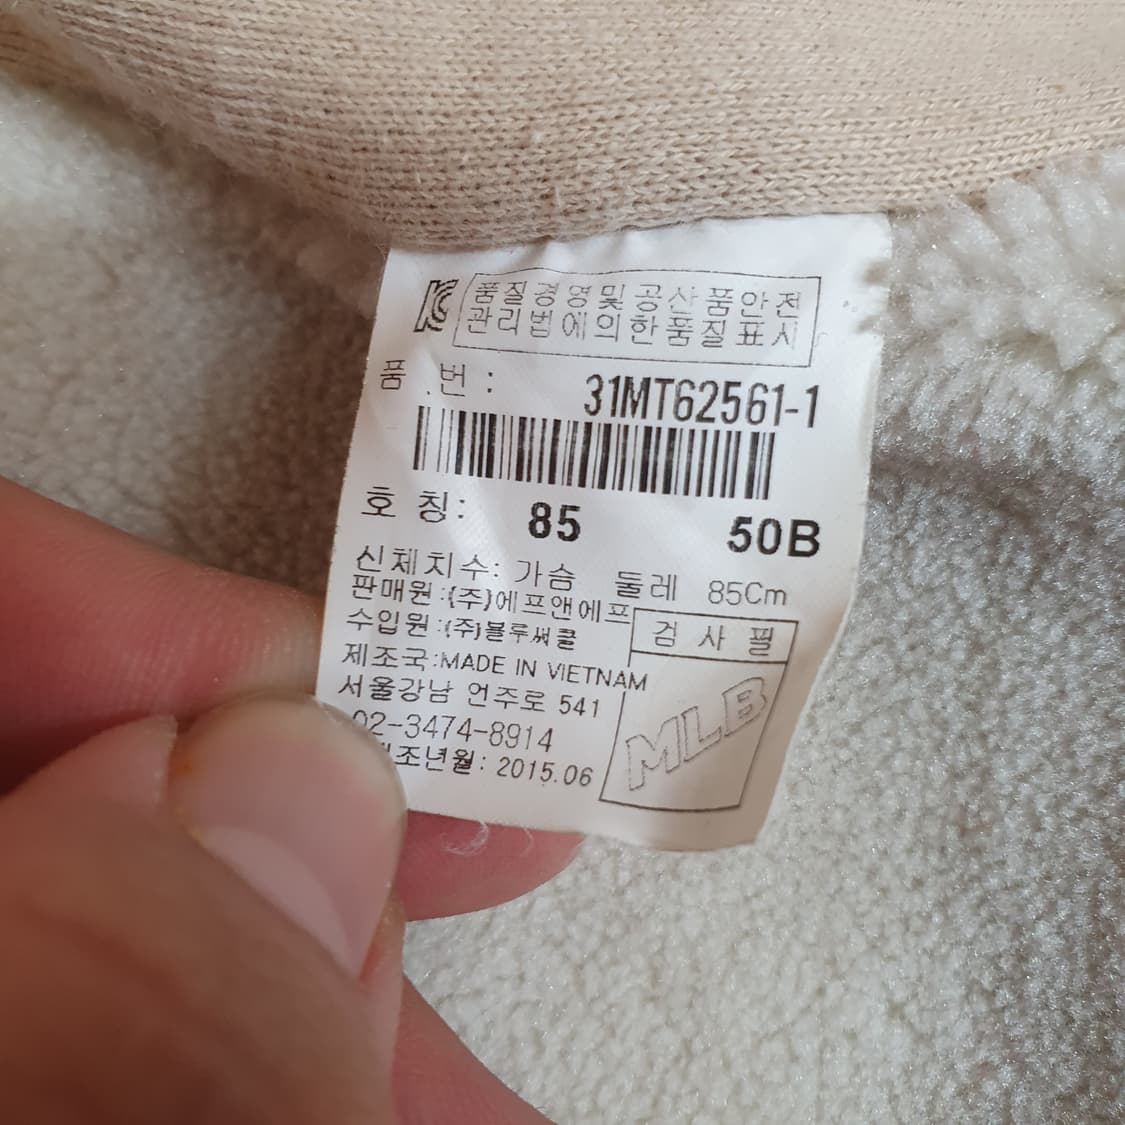 품질경영및공산품안전
관리법에의한품질표시
품 번 : 31MT62561-1
호 칭: 85 50B
신체치수: 가슴 둘레 85Cm
판매원:(주)에프앤에프
수입원:(주)블루써클
검 사 필
제조국:MADE IN VIETNAM
MLB
서울강남 언주로 541
02-3474-8914
조년월: 2015.06